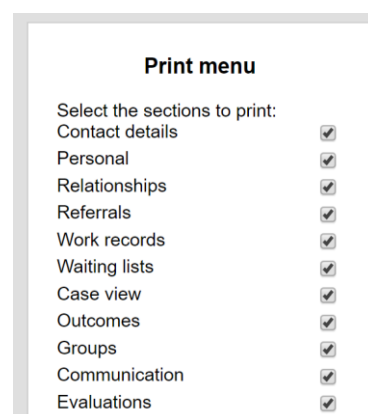 Print menu
Select the sections to print:
Contact details
Personal
Relationships
Referrals
Work records
Waiting lists
Case view
Outcomes
Groups
Communication
Evaluations